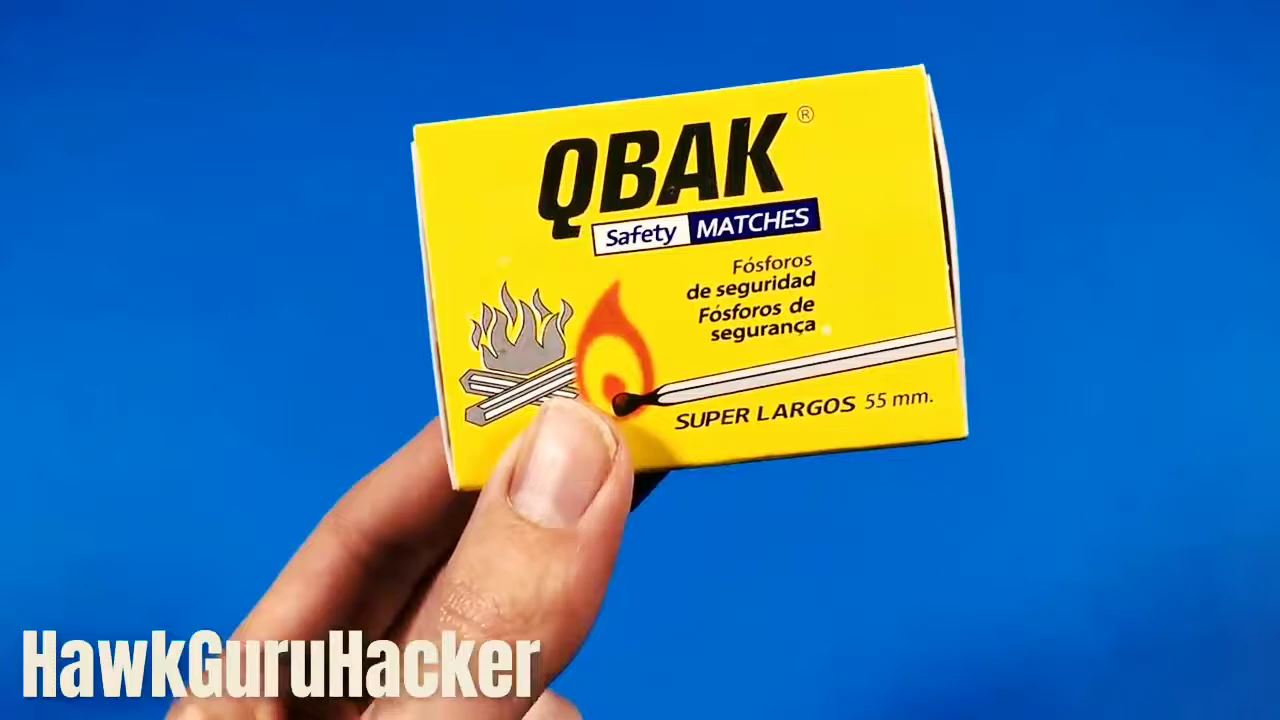 QBAK®
Safety MATCHES
Fósforos
de seguridad
Fósforos de
segurança
SUPER LARGOS 55 mm.
HawkGuruHacker